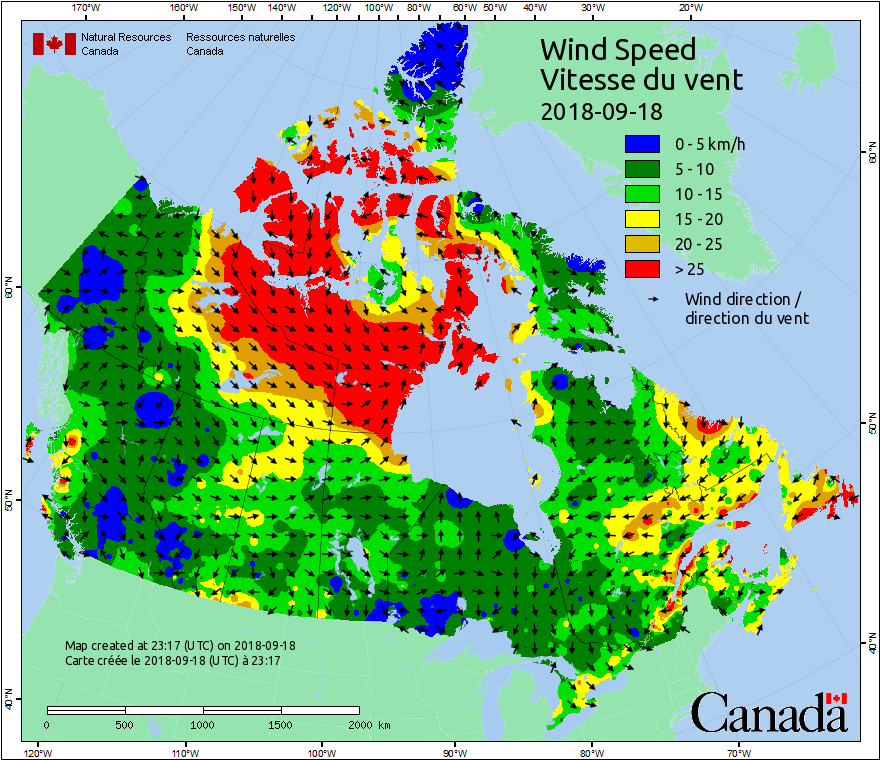 170°W 160°W 150°W 140°W 130°W 120°W 110°W 100°W 80°W 60°W 50°W 40°W 30°W 20°W
Natural Resources Ressources naturelles
Canada Canada
Wind Speed
Vitesse du vent
2018-09-18
0 - 5 km/h
5 - 10
10 - 15
15 - 20
20 - 25
> 25
Wind direction /
direction du vent
60°N
60°N
50°N
50°N
40°N
40°N
Map created at 23:17 (UTC) on 2018-09-18
Carte créée le 2018-09-18 (UTC) à 23:17
0 500 1000 1500 2000 km
Canada
120°W 110°W 100°W 90°W 80°W 70°W